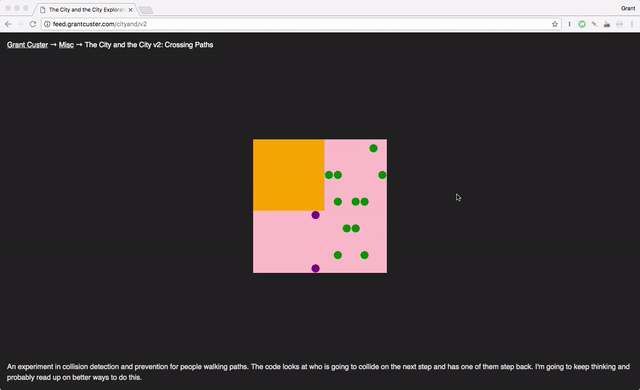 The City and the City Explorat
Grant
feed.grantcuster.com/cityand/v2
Grant Custer → Misc → The City and the City v2: Crossing Paths
An experiment in collision detection and prevention for people walking paths. The code looks at who is going to collide on the next step and has one of them step back. I'm going to keep thinking and
probably read up on better ways to do this.